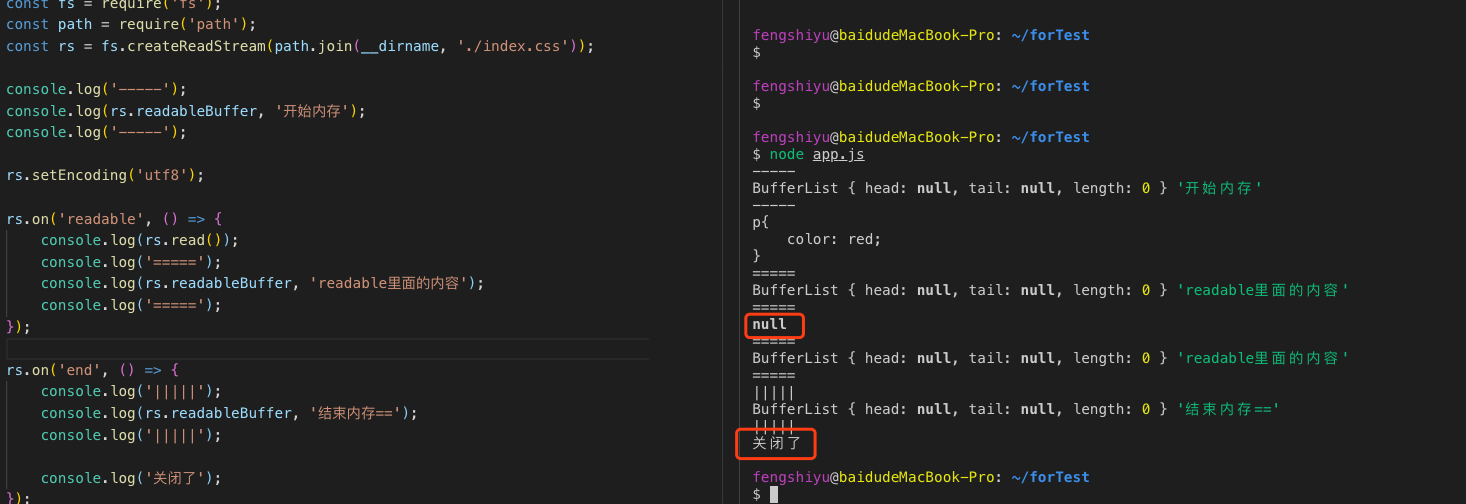 const fs = require('fs');
const path = require('path');
const rs = fs.createReadStream(path.join(__dirname, './index.css'));
console.log('-----');
console.log(rs.readableBuffer, '开始内存');
console.log('-----');
rs.setEncoding('utf8');
rs.on('readable', () => {
    console.log(rs.read());
    console.log('=====');
    console.log(rs.readableBuffer, 'readable里面的内容');
    console.log('=====');
});
rs.on('end', () => {
    console.log('|||||');
    console.log(rs.readableBuffer, '结束内存==');
    console.log('|||||');
    console.log('关闭了');
});
fengshiyu@baidudeMacBook-Pro: ~/forTest
$
fengshiyu@baidudeMacBook-Pro: ~/forTest
$
fengshiyu@baidudeMacBook-Pro: ~/forTest
$ node app.js
-----
BufferList { head: null, tail: null, length: 0 } '开始内存'
-----
p{
    color: red;
}
=====
BufferList { head: null, tail: null, length: 0 } 'readable里面的内容'
=====
null
=====
BufferList { head: null, tail: null, length: 0 } 'readable里面的内容'
=====
|||||
BufferList { head: null, tail: null, length: 0 } '结束内存=='
|||||
关闭了
fengshiyu@baidudeMacBook-Pro: ~/forTest
$